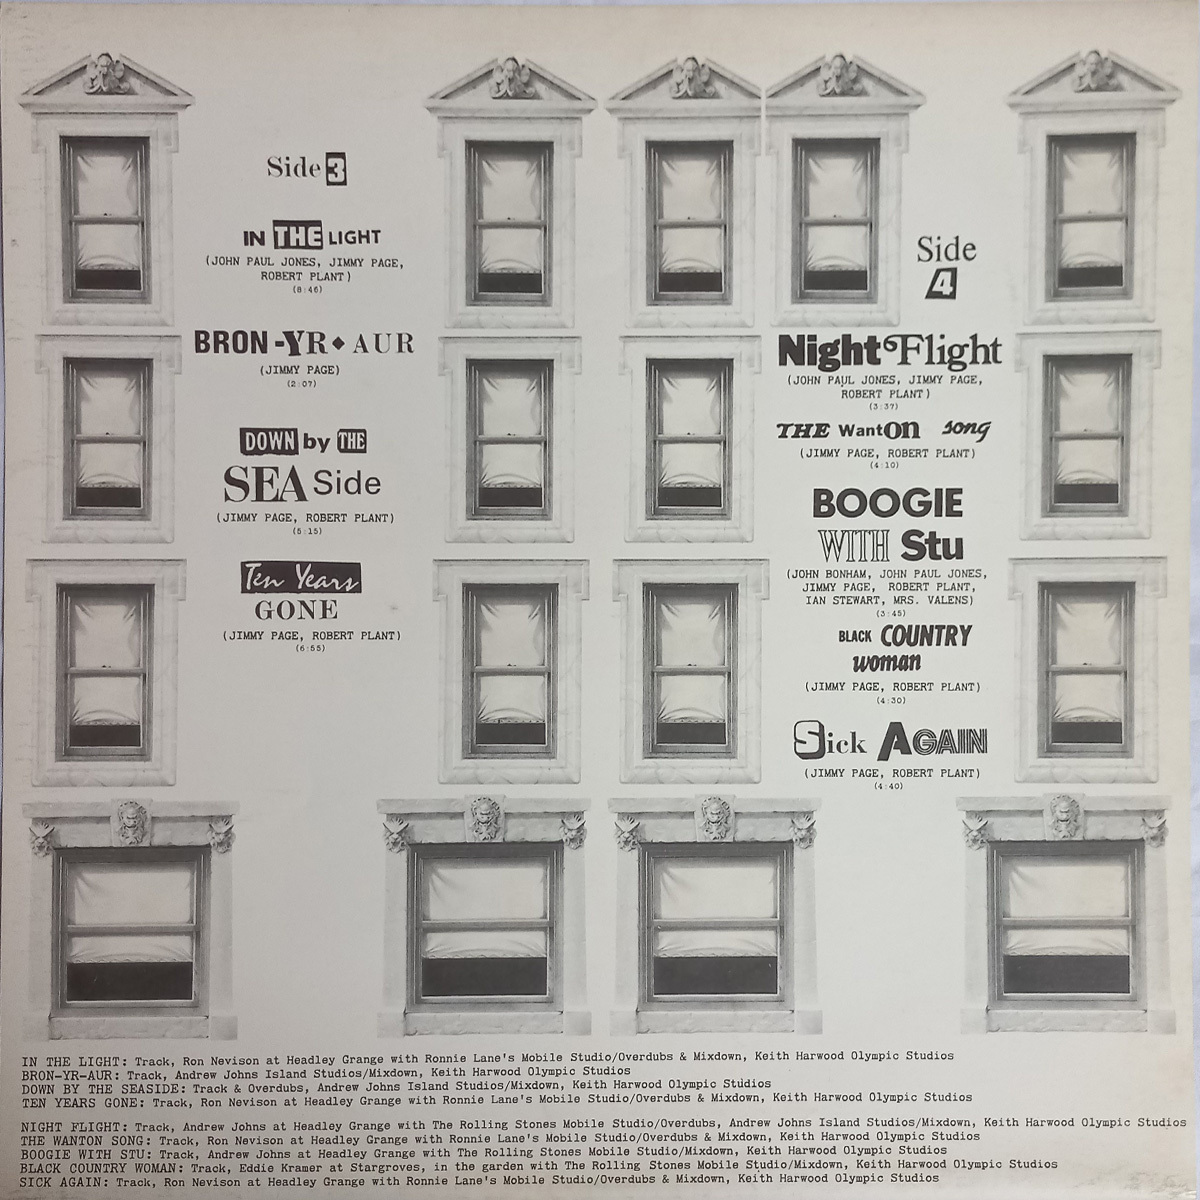 Side 3
IN THE LIGHT
(JOHN PAUL JONES, JIMMY PAGE,
ROBERT PLANT)
(8:46)
BRON-YR◆AUR
(JIMMY PAGE)
(2:07)
DOWN by THE
SEA Side
(JIMMY PAGE, ROBERT PLANT)
(5:15)
Ten Years
GONE
(JIMMY PAGE, ROBERT PLANT)
(6:55)
Side
4
Night Flight
(JOHN PAUL JONES, JIMMY PAGE,
ROBERT PLANT)
(3:37)
THE WantOn song
(JIMMY PAGE, ROBERT PLANT)
(4:10)
BOOGIE
WITH Stu
(JOHN BONHAM, JOHN PAUL JONES,
JIMMY PAGE, ROBERT PLANT,
IAN STEWART, MRS. VALENS)
(3:45)
BLACK COUNTRY
woman
(JIMMY PAGE, ROBERT PLANT)
(4:30)
Sick AGAIN
(JIMMY PAGE, ROBERT PLANT)
(4:40)
IN THE LIGHT: Track, Ron Nevison at Headley Grange with Ronnie Lane's Mobile Studio/Overdubs & Mixdown, Keith Harwood Olympic Studios
BRON-YR-AUR: Track, Andrew Johns Island Studios/Mixdown, Keith Harwood Olympic Studios
DOWN BY THE SEASIDE: Track & Overdubs, Andrew Johns Island Studios/Mixdown, Keith Harwood Olympic Studios
TEN YEARS GONE: Track, Ron Nevison at Headley Grange with Ronnie Lane's Mobile Studio/Overdubs & Mixdown, Keith Harwood Olympic Studios
NIGHT FLIGHT: Track, Andrew Johns at Headley Grange with The Rolling Stones Mobile Studio/Overdubs, Andrew Johns Island Studios/Mixdown, Keith Harwood Olympic Studios
THE WANTON SONG: Track, Ron Nevison at Headley Grange with Ronnie Lane's Mobile Studio/Overdubs & Mixdown, Keith Harwood Olympic Studios
BOOGIE WITH STU: Track, Andrew Johns at Headley Grange with The Rolling Stones Mobile Studio/Mixdown, Keith Harwood Olympic Studios
BLACK COUNTRY WOMAN: Track, Eddie Kramer at Stargroves, in the garden with The Rolling Stones Mobile Studio/Mixdown, Keith Harwood Olympic Studios
SICK AGAIN: Track, Ron Nevison at Headley Grange with Ronnie Lane's Mobile Studio/Overdubs & Mixdown, Keith Harwood Olympic Studios